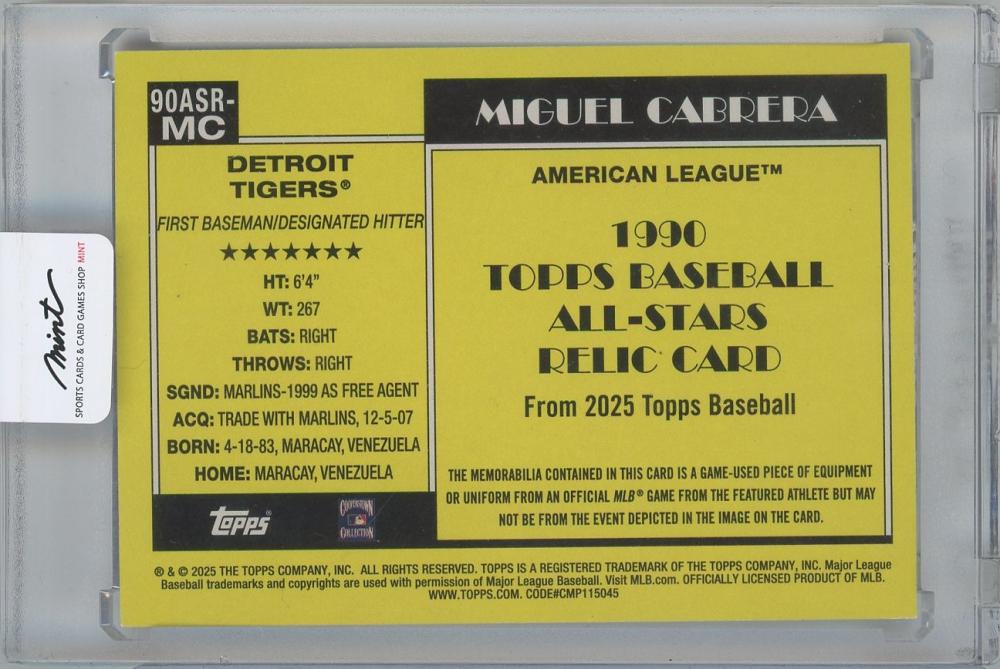 90ASR-
MC
MIGUEL CABRERA
DETROIT
TIGERS®
FIRST BASEMAN/DESIGNATED HITTER
★★★★★★★
HT: 6'4"
WT: 267
BATS: RIGHT
THROWS: RIGHT
SGND: MARLINS-1999 AS FREE AGENT
ACQ: TRADE WITH MARLINS, 12-5-07
BORN: 4-18-83, MARACAY, VENEZUELA
HOME: MARACAY, VENEZUELA
AMERICAN LEAGUE™
1990
TOPPS BASEBALL
ALL-STARS
RELIC CARD
From 2025 Topps Baseball
THE MEMORABILIA CONTAINED IN THIS CARD IS A GAME-USED PIECE OF EQUIPMENT
OR UNIFORM FROM AN OFFICIAL MLB® GAME FROM THE FEATURED ATHLETE BUT MAY
NOT BE FROM THE EVENT DEPICTED IN THE IMAGE ON THE CARD.
Topps®
COOPERSTOWN
COLLECTION
® & © 2025 THE TOPPS COMPANY, INC. ALL RIGHTS RESERVED. TOPPS IS A REGISTERED TRADEMARK OF THE TOPPS COMPANY, INC. Major League
Baseball trademarks and copyrights are used with permission of Major League Baseball. Visit MLB.com. OFFICIALLY LICENSED PRODUCT OF MLB.
WWW.TOPPS.COM. CODE#CMP115045
mint
SPORTS CARDS & CARD GAMES SHOP MINT